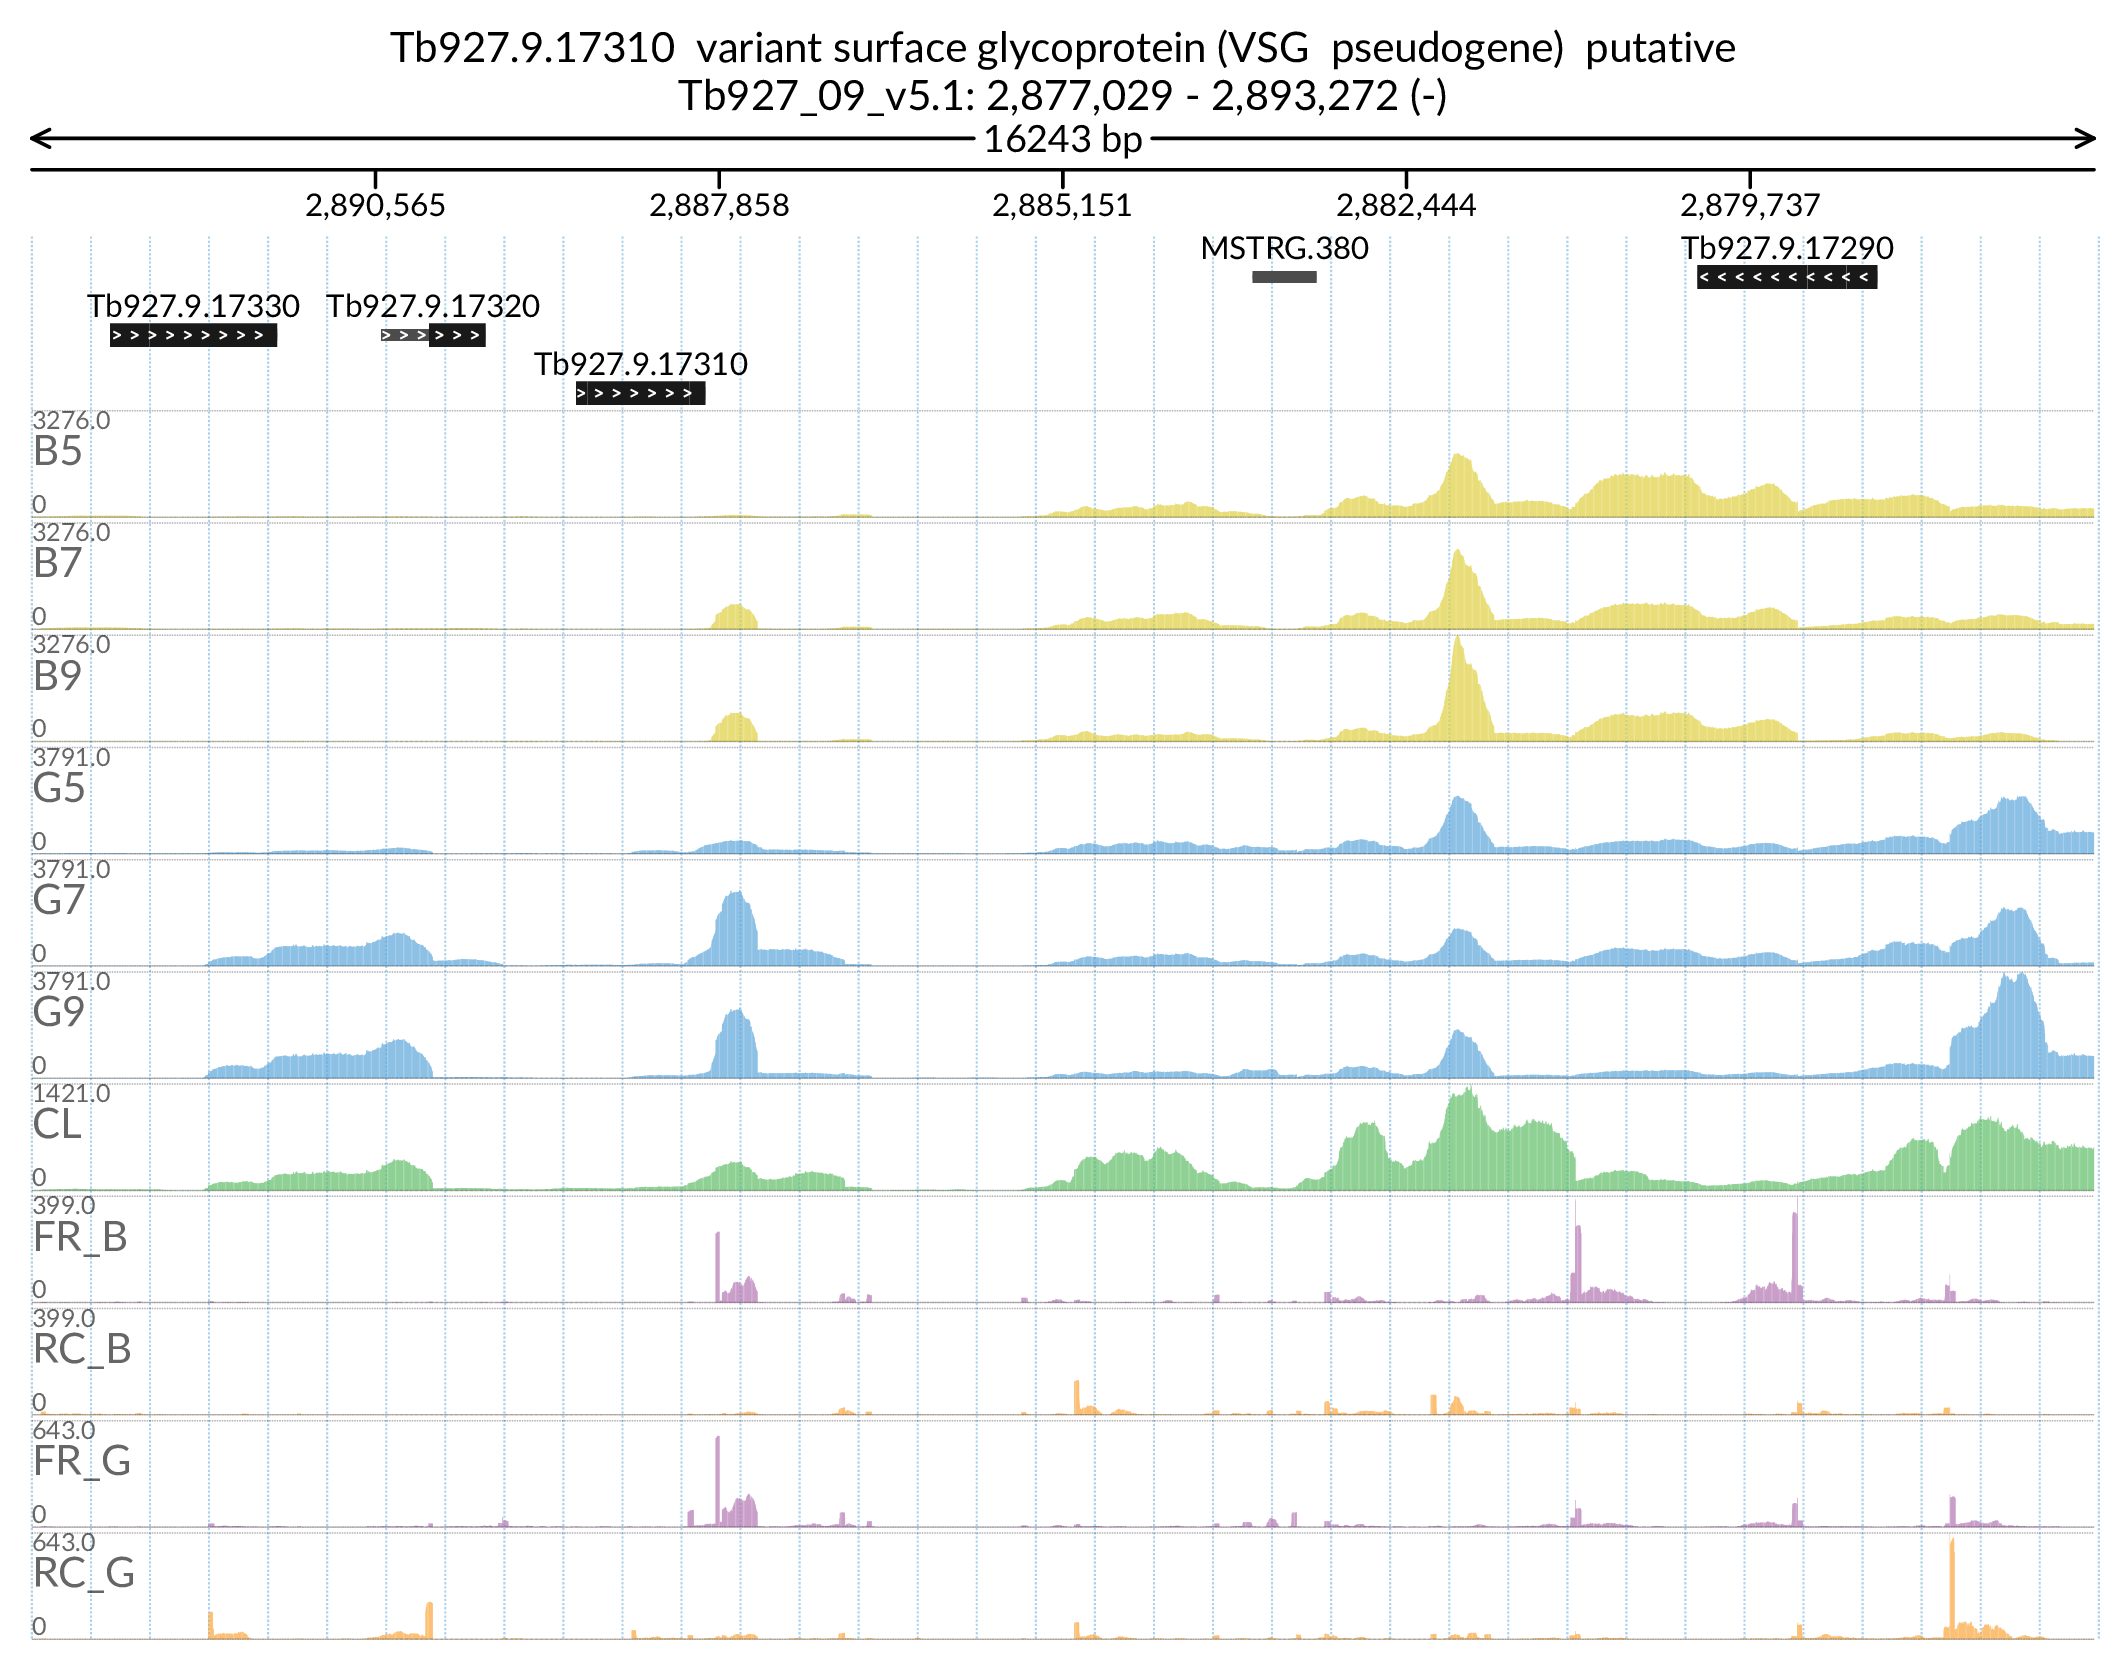 Tb927.9.17310  variant surface glycoprotein (VSG  pseudogene)  putative
Tb927_09_v5.1: 2,877,029 - 2,893,272 (-)
16243 bp
2,890,565 2,887,858 2,885,151 2,882,444 2,879,737
MSTRG.380 Tb927.9.17290
Tb927.9.17330 Tb927.9.17320
Tb927.9.17310
3276.0
B5
0
3276.0
B7
0
3276.0
B9
0
3791.0
G5
0
3791.0
G7
0
3791.0
G9
0
1421.0
CL
0
399.0
FR_B
0
399.0
RC_B
0
643.0
FR_G
0
643.0
RC_G
0